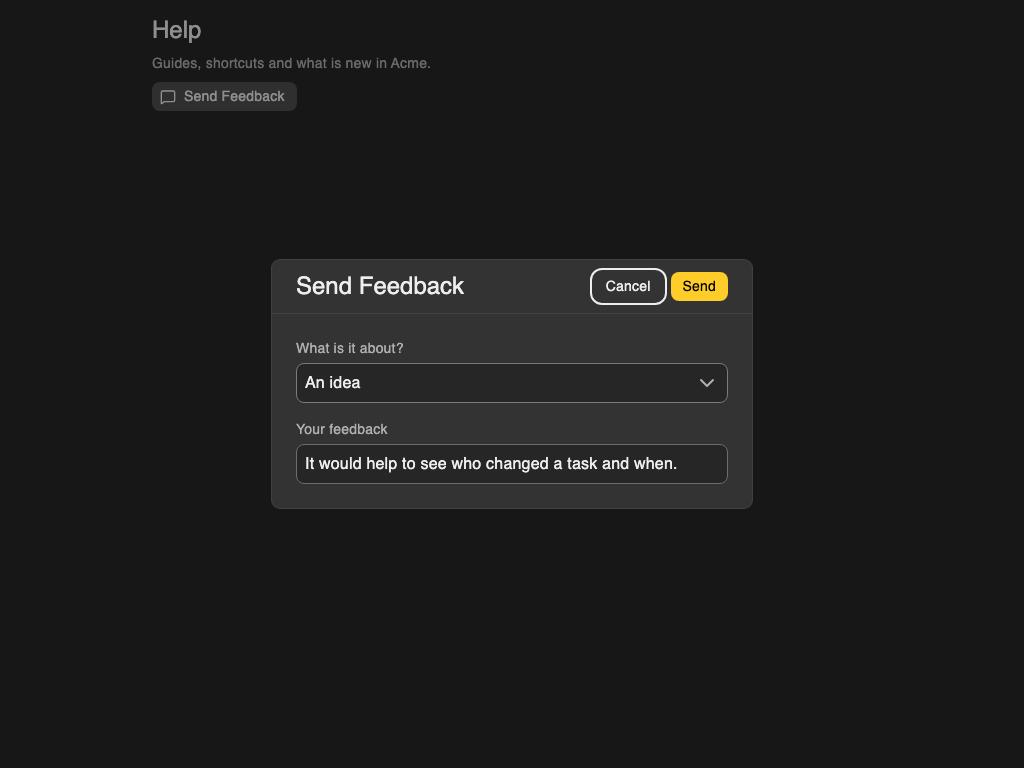 Help
Guides, shortcuts and what is new in Acme.
Send Feedback
Send Feedback
Cancel
Send
What is it about?
An idea
Your feedback
It would help to see who changed a task and when.